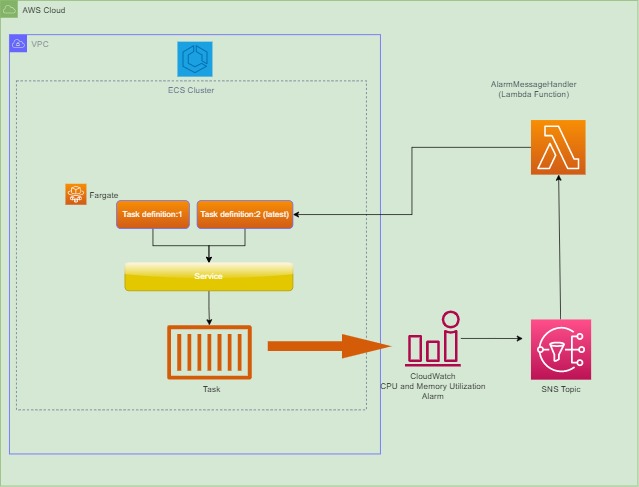 AWS Cloud
VPC
ECS Cluster
AlarmMessageHandler
(Lambda Function)
Fargate
Task definition:1
Task definition:2 (latest)
Service
Task
CloudWatch
CPU and Memory Utilization
Alarm
SNS Topic